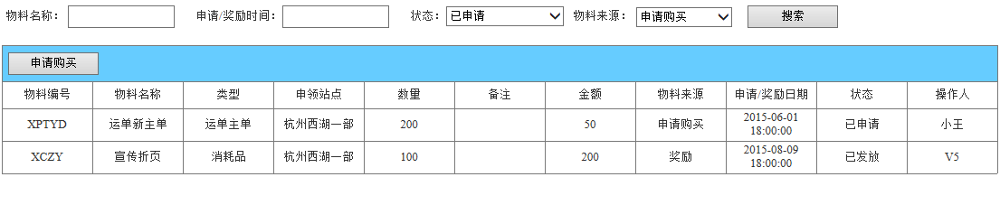 物料名称： 申请/奖励时间： 状态： 已申请 物料来源： 申请购买 搜索
申请购买
物料编号 物料名称 类型 申领站点 数量 备注 金额 物料来源 申请/奖励日期 状态 操作人
XPTYD 运单新主单 运单主单 杭州西湖一部 200 50 申请购买 2015-06-01 18:00:00 已申请 小王
XCZY 宣传折页 消耗品 杭州西湖一部 100 200 奖励 2015-08-09 18:00:00 已发放 V5